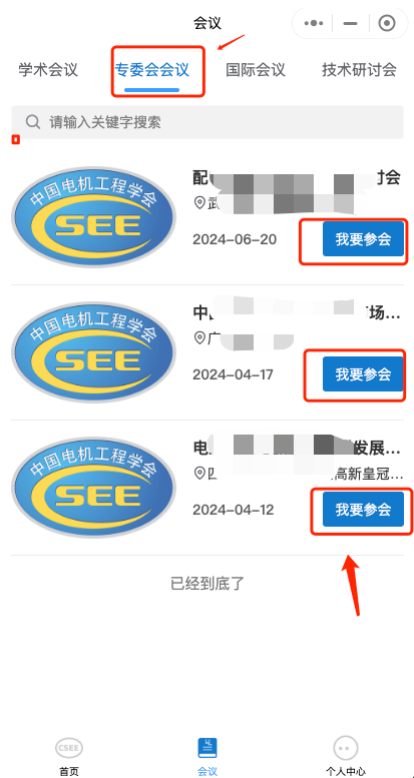 会议
学术会议 专委会会议 国际会议 技术研讨会
请输入关键字搜索
中国电机工程学会
CSEE
配 讨会
武
2024-06-20
我要参会
中国电机工程学会
CSEE
中 场...
广
2024-04-17
我要参会
中国电机工程学会
CSEE
电 发展...
四 高新皇冠...
2024-04-12
我要参会
已经到底了
CSEE
首页 会议 个人中心